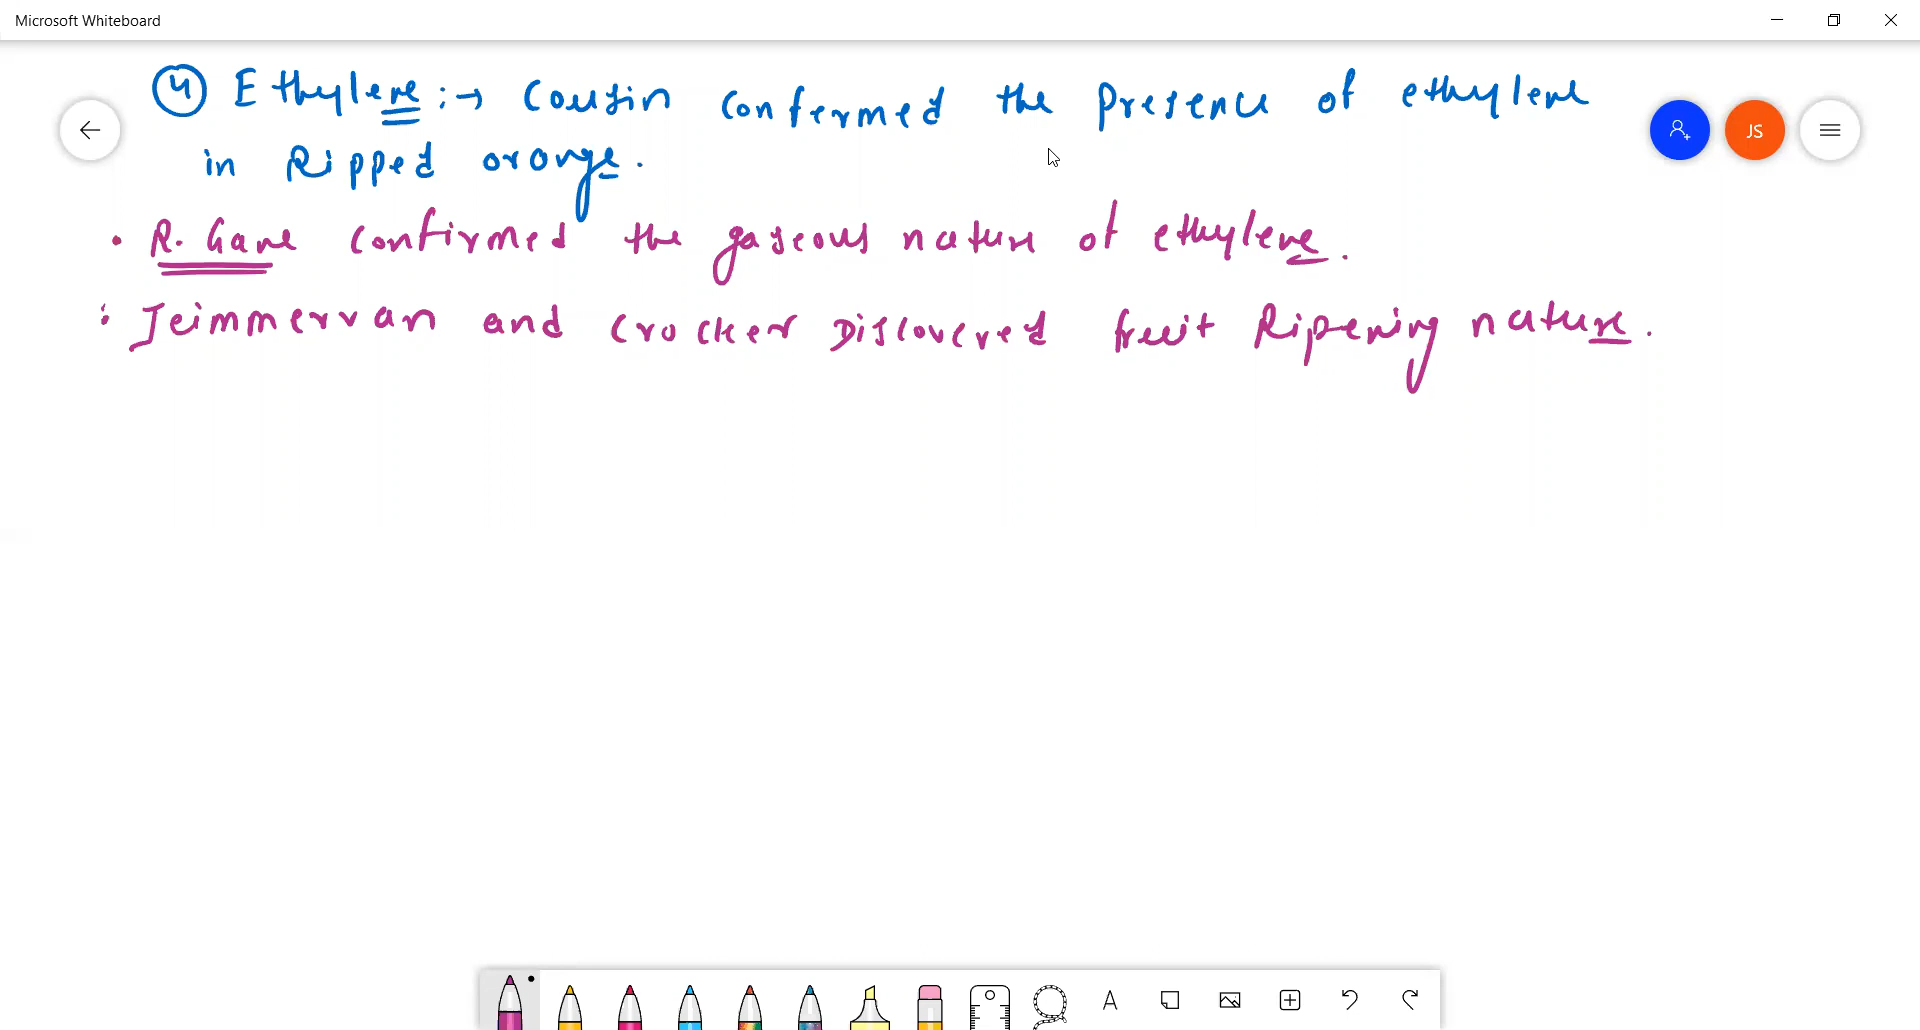 Microsoft Whiteboard
④ Ethylene :→ Cousin confermed the presence of ethylene
JS
in Ripped orange.
• R. Gane confirmed the gaseous nature of ethylene.
: Jeimmervan and Crocker Discovered fruit Ripening nature.
A